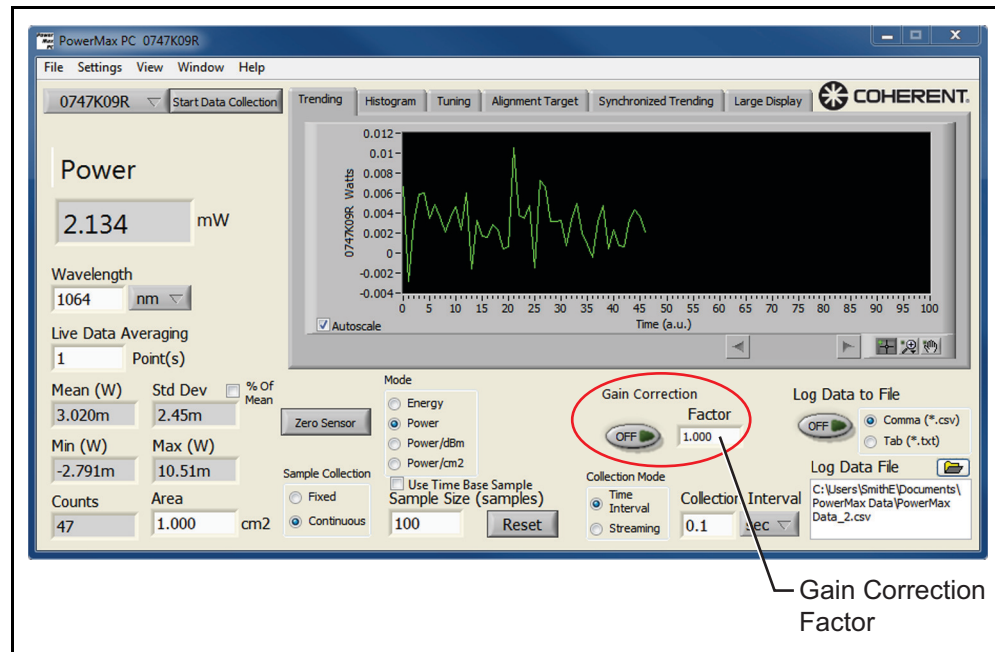 PowerMax PC 0747K09R
File Settings View Window Help
0747K09R
Start Data Collection
Trending
Histogram
Tuning
Alignment Target
Synchronized Trending
Large Display
COHERENT.
Power
2.134 mW
Wavelength
1064 nm
Live Data Averaging
1 Point(s)
0747K09R Watts
0.012
0.01
0.008
0.006
0.004
0.002
0
-0.002
-0.004
0 5 10 15 20 25 30 35 40 45 50 55 60 65 70 75 80 85 90 95 100
Time (a.u.)
Autoscale
Mean (W) Std Dev % Of Mean
3.020m 2.45m
Min (W) Max (W)
-2.791m 10.51m
Counts Area
47 1.000 cm2
Zero Sensor
Sample Collection
Fixed
Continuous
Mode
Energy
Power
Power/dBm
Power/cm2
Use Time Base Sample
Sample Size (samples)
100 Reset
Gain Correction
Factor
OFF 1.000
Collection Mode
Time Interval
Streaming
Collection Interval
0.1 sec
Log Data to File
OFF
Comma (*.csv)
Tab (*.txt)
Log Data File
C:\Users\SmithE\Documents\
PowerMax Data\PowerMax
Data_2.csv
Gain Correction
Factor